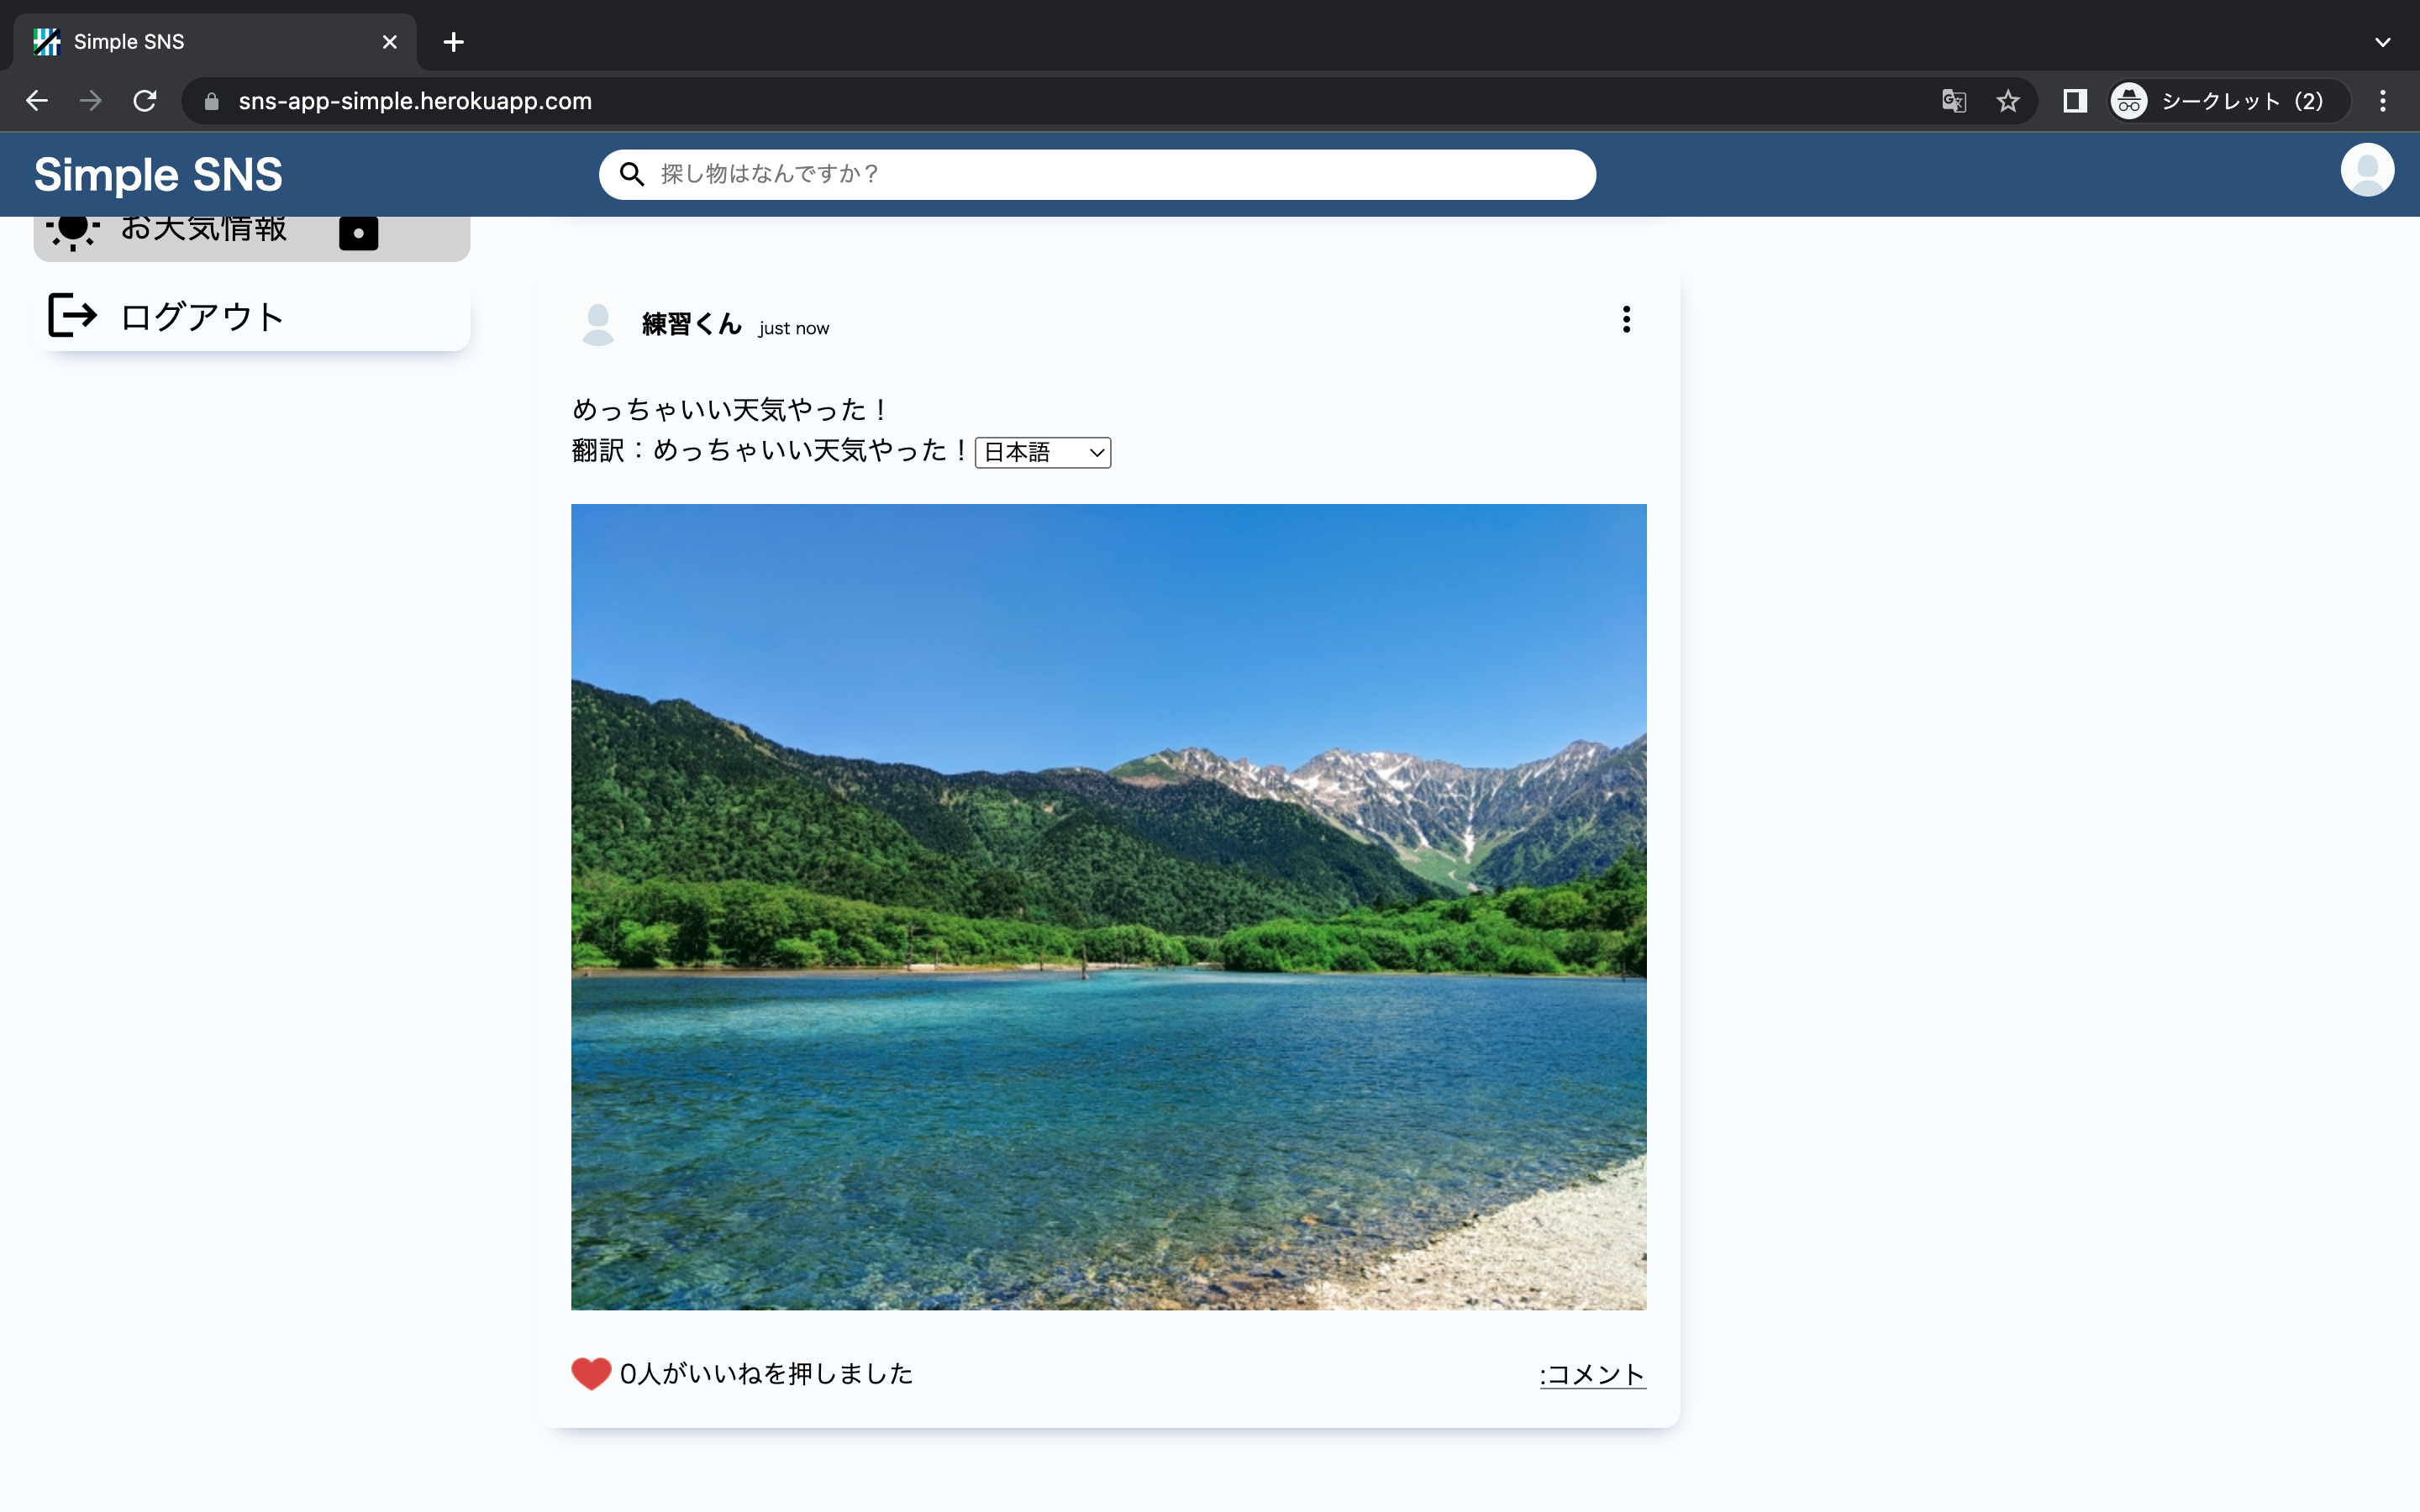 Simple SNS
sns-app-simple.herokuapp.com
シークレット（2）
Simple SNS
探し物はなんですか？
お天気情報
ログアウト
練習くん just now
めっちゃいい天気やった！
翻訳：めっちゃいい天気やった！ 日本語
0人がいいねを押しました
:コメント